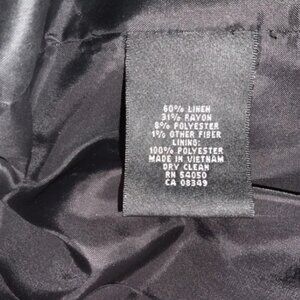 60% LINEN
31% RAYON
8% POLYESTER
1% OTHER FIBER
LINING:
100% POLYESTER
MADE IN VIETNAM
DRY CLEAN
RN 54050
CA 08349